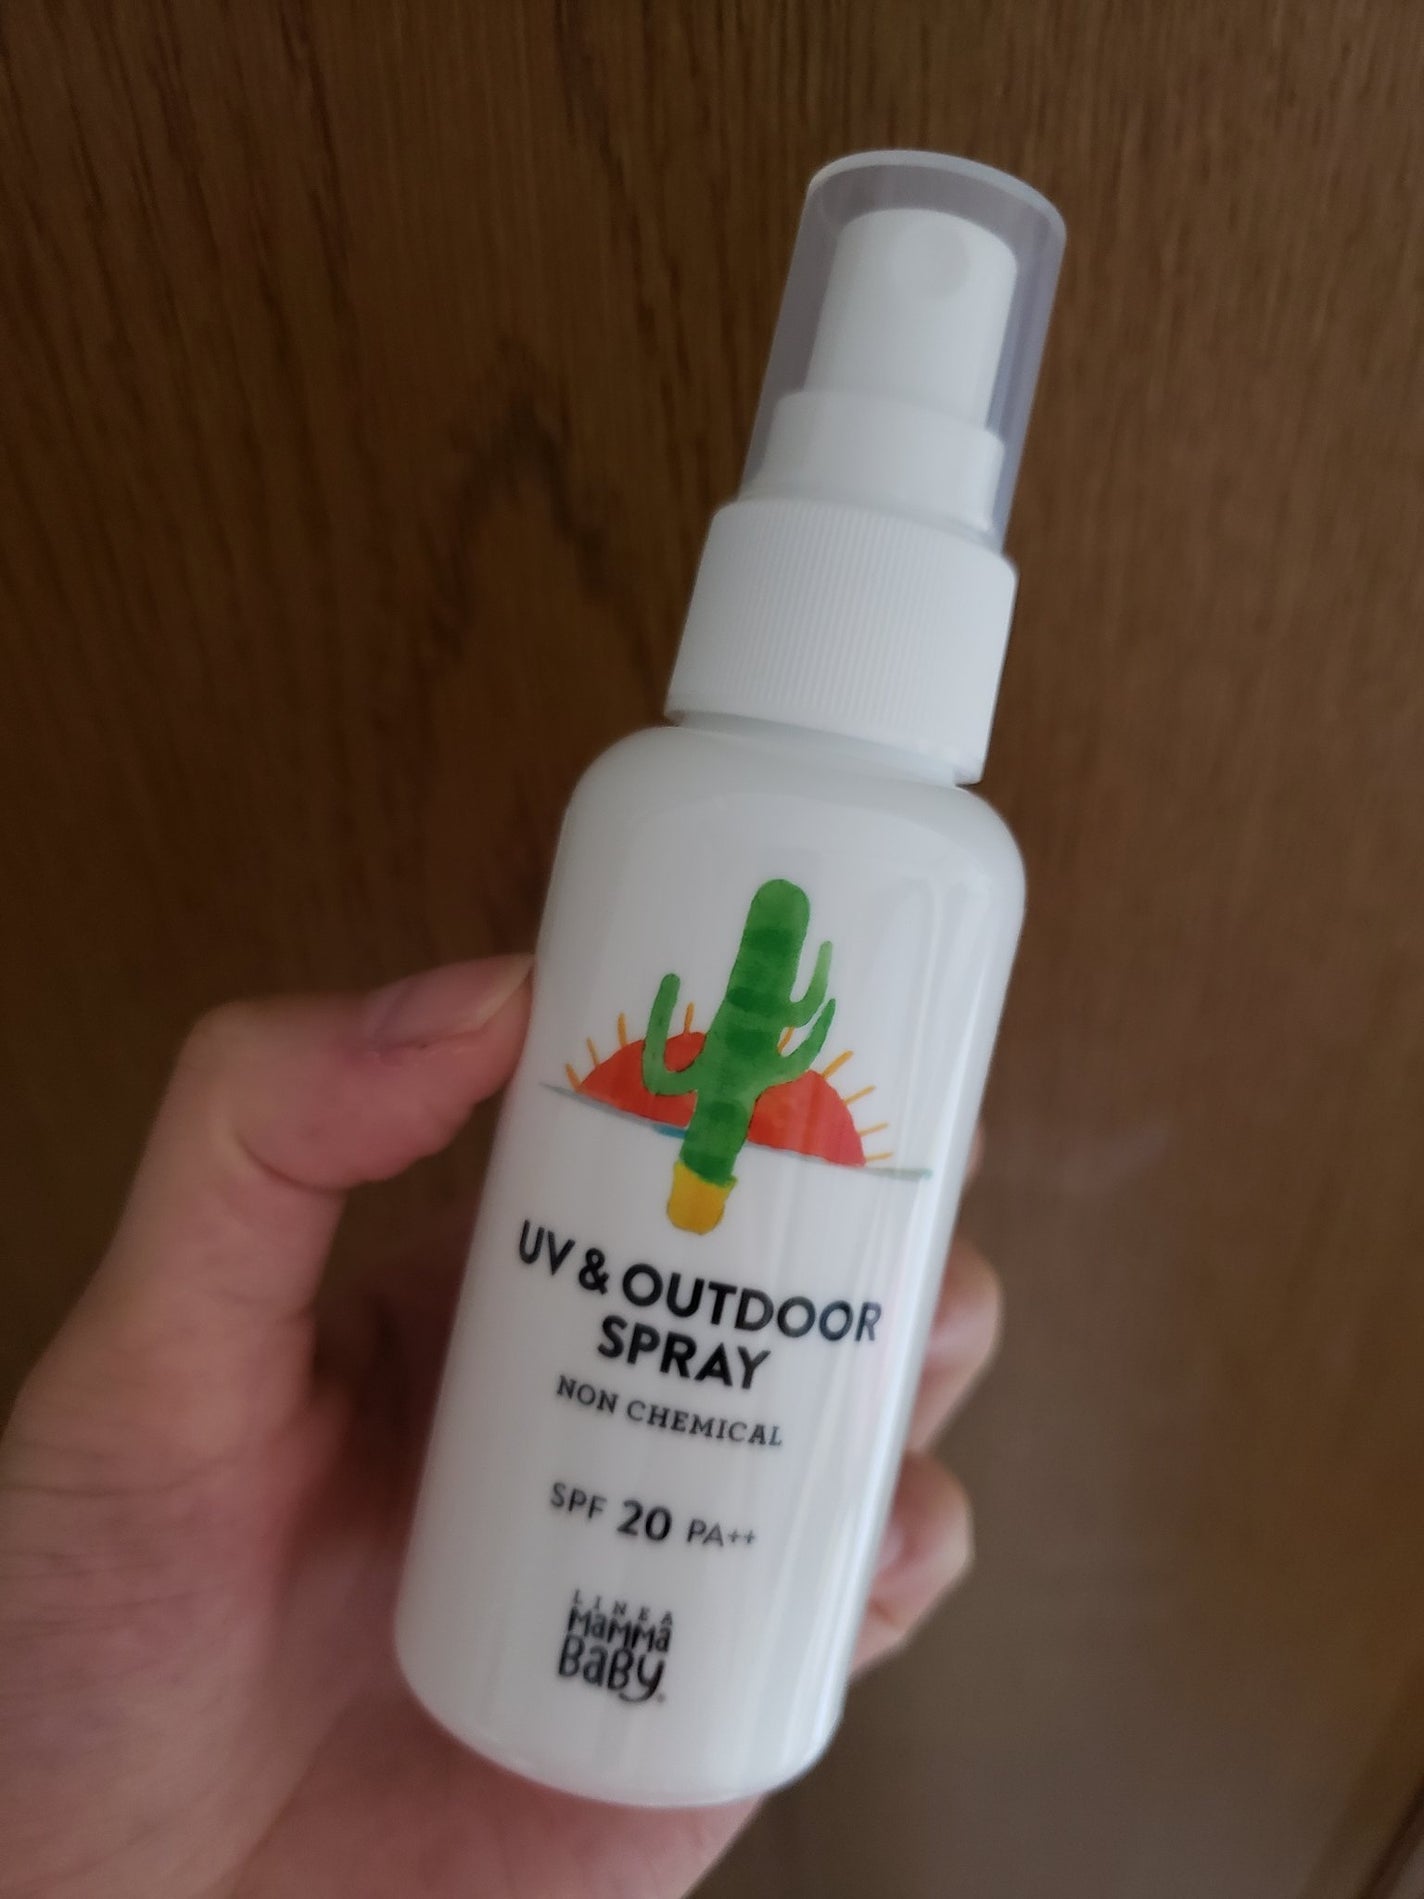 UV & OUTDOOR
SPRAY
NON CHEMICAL
SPF 20 PA++
LINEA
MaMMa
BaBy®